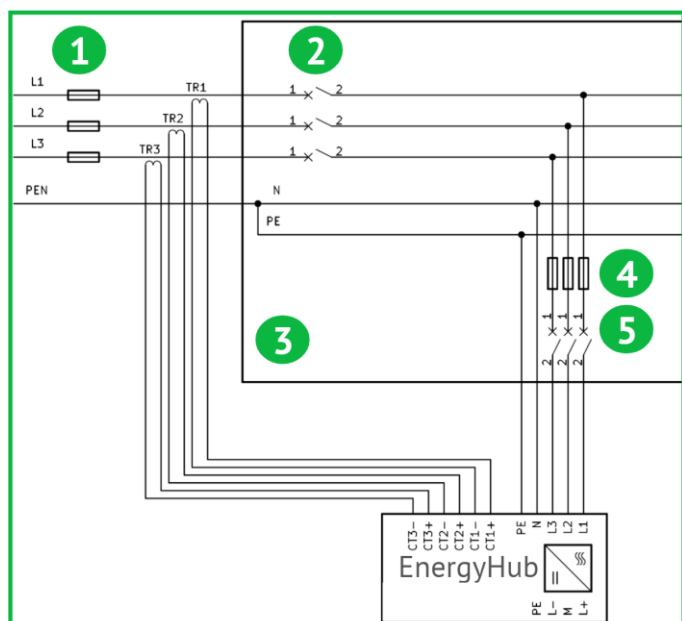 1
2
L1
TR1
1 2
L2
TR2
1 2
L3
TR3
1 2
PEN
N
PE
4
1 1 1
5
3
2 2 2
CT3-
CT3+
CT2-
CT2+
CT1-
CT1+
PE
N
L3
L2
L1
EnergyHub
PE
L-
M
L+